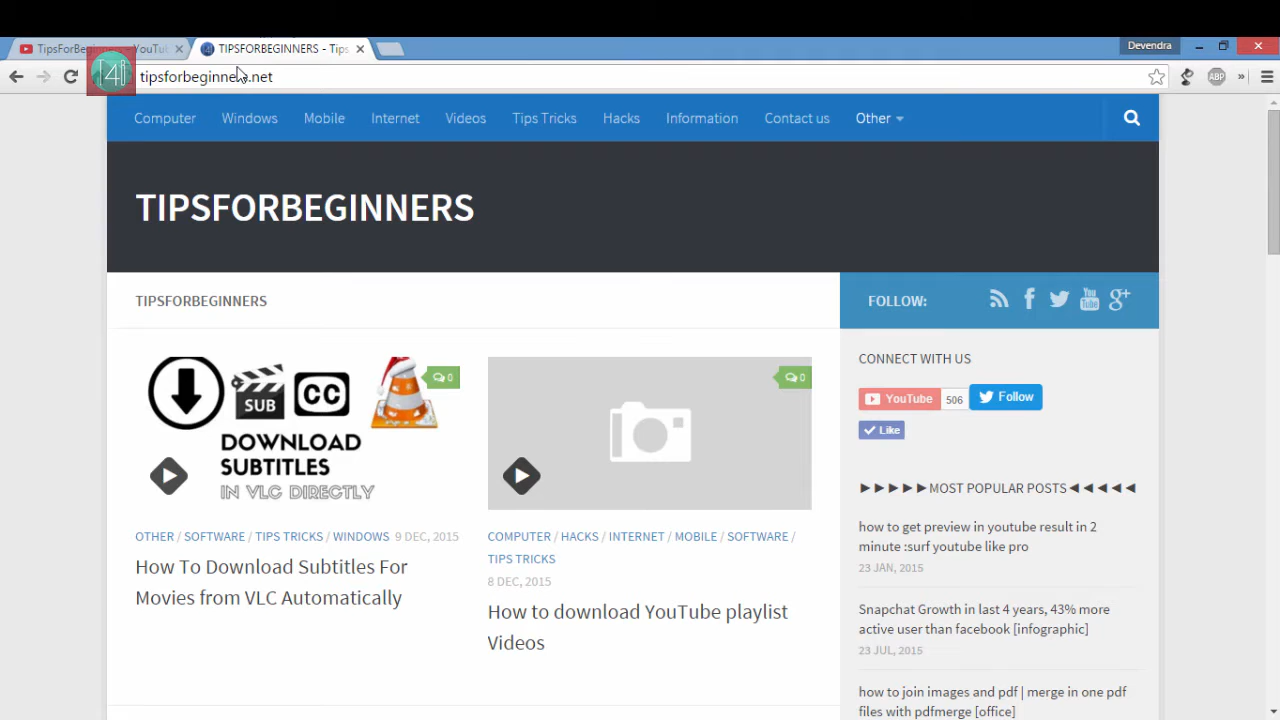 TipsForBeginners - YouTub
TIPSFORBEGINNERS - Tips
Devendra
tipsforbeginners.net
ABP
[4]
Computer Windows Mobile Internet Videos Tips Tricks Hacks Information Contact us Other
TIPSFORBEGINNERS
TIPSFORBEGINNERS
FOLLOW:
You Tube
g+
0
SUB
CC
DOWNLOAD
SUBTITLES
IN VLC DIRECTLY
OTHER / SOFTWARE / TIPS TRICKS / WINDOWS 9 DEC, 2015
How To Download Subtitles For
Movies from VLC Automatically
0
COMPUTER / HACKS / INTERNET / MOBILE / SOFTWARE /
TIPS TRICKS
8 DEC, 2015
How to download YouTube playlist
Videos
CONNECT WITH US
YouTube 506 Follow
Like
►►►►►MOST POPULAR POSTS◄◄◄◄◄
how to get preview in youtube result in 2
minute :surf youtube like pro
23 JAN, 2015
Snapchat Growth in last 4 years, 43% more
active user than facebook [infographic]
23 JUL, 2015
how to join images and pdf | merge in one pdf
files with pdfmerge [office]